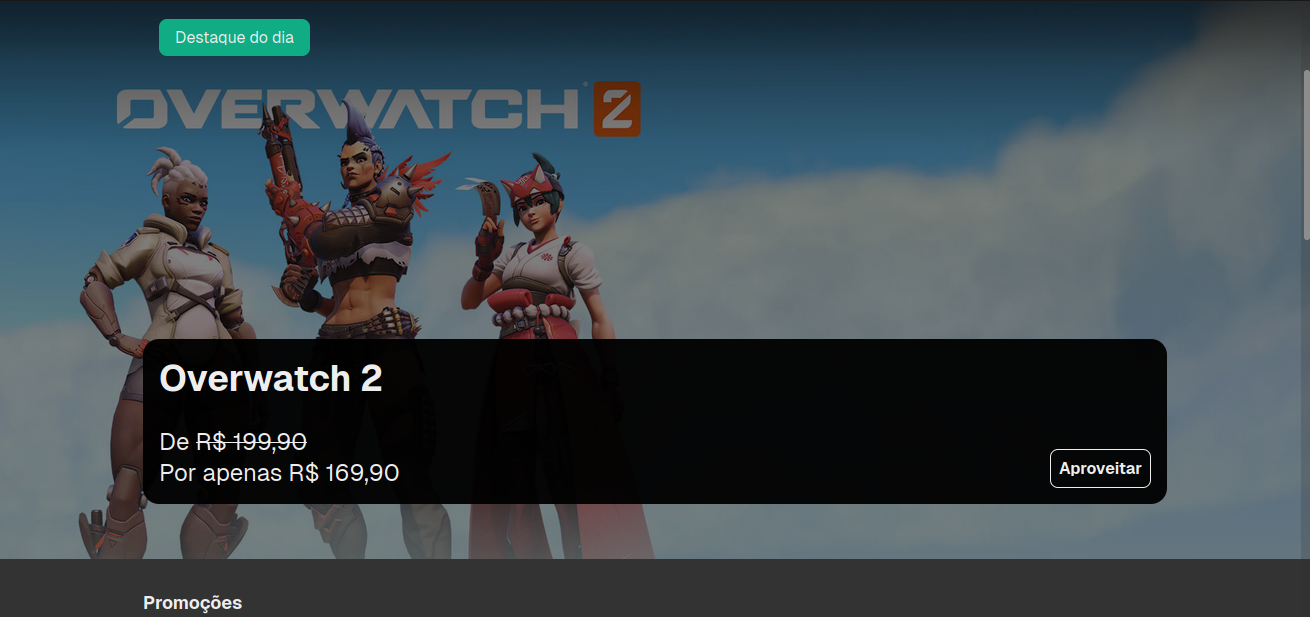 Destaque do dia
OVERWATCH 2
Overwatch 2
De R$ 199,90
Por apenas R$ 169,90
Aproveitar
Promoções